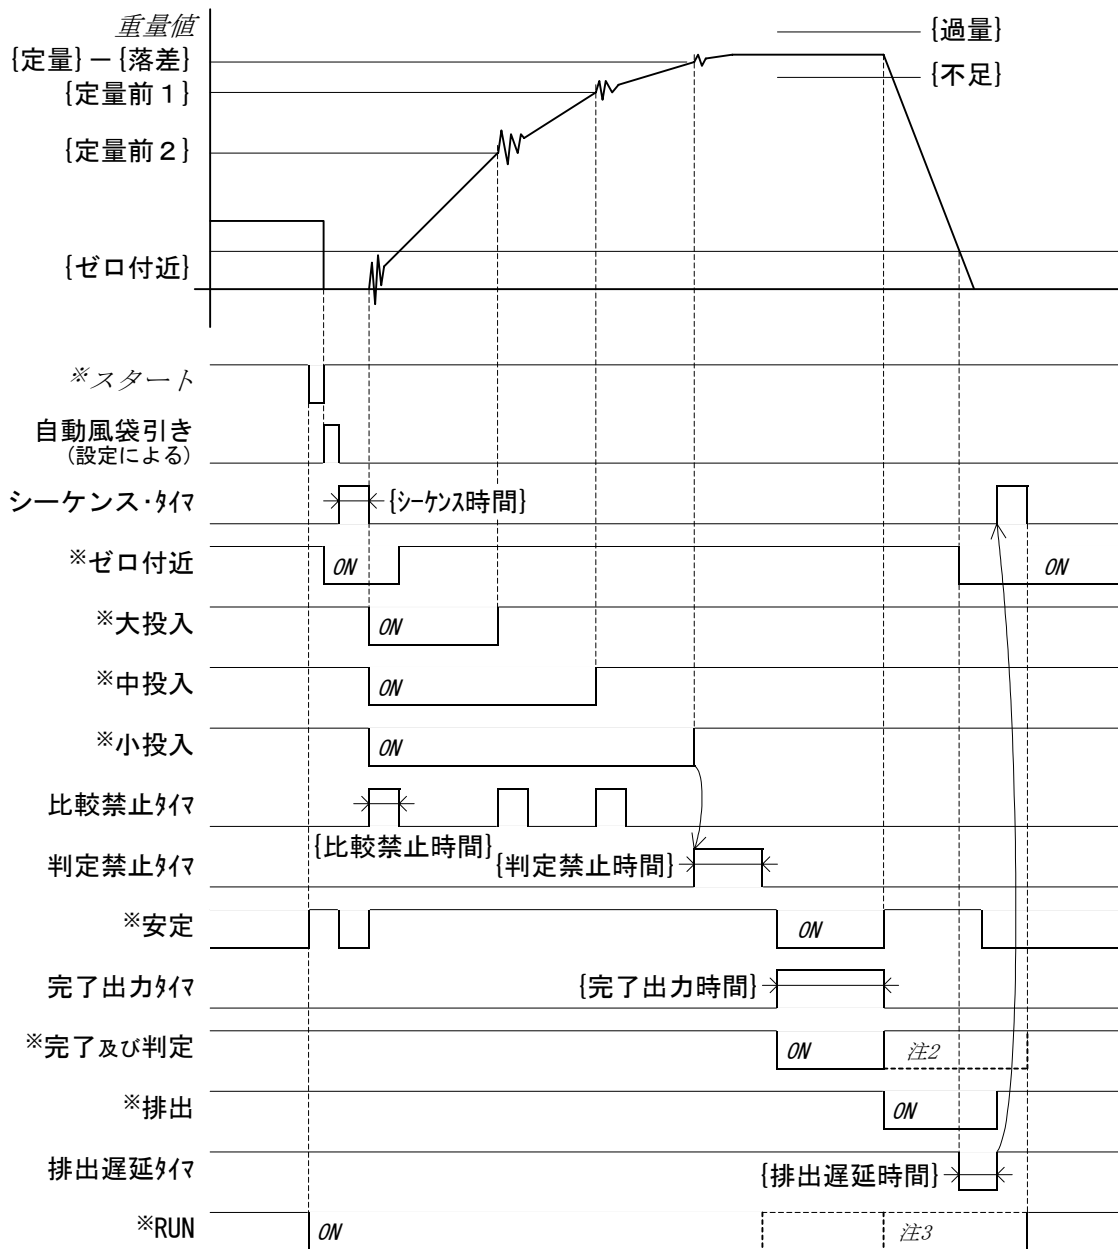 重量値
{過量}
{定量}－{落差}
{不足}
{定量前１}
{定量前２}
{ゼロ付近}
※スタート
自動風袋引き
(設定による)
シーケンス・ﾀｲﾏ
{ｼｰｹﾝｽ時間}
※ゼロ付近
ON
ON
※大投入
ON
※中投入
ON
※小投入
ON
比較禁止ﾀｲﾏ
{比較禁止時間}
判定禁止ﾀｲﾏ
{判定禁止時間}
※安定
ON
完了出力ﾀｲﾏ
{完了出力時間}
※完了及び判定
ON
注2
※排出
ON
排出遅延ﾀｲﾏ
{排出遅延時間}
※RUN
ON
注3